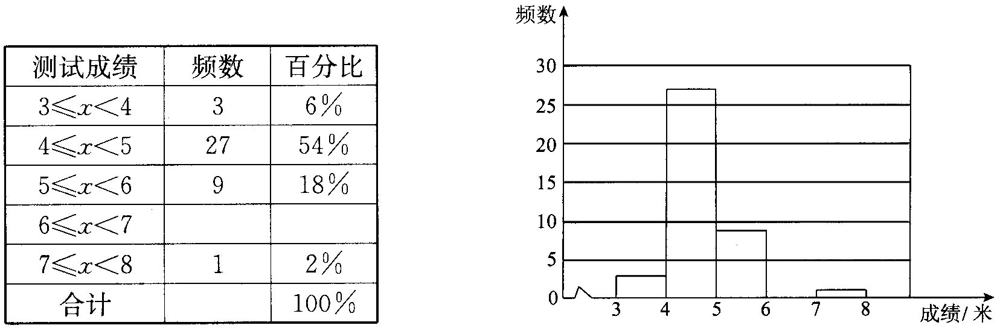 测试成绩 频数 百分比
3≤x<4 3 6%
4≤x<5 27 54%
5≤x<6 9 18%
6≤x<7
7≤x<8 1 2%
合计 100%
频数
30
25
20
15
10
5
0
3 4 5 6 7 8
成绩/米